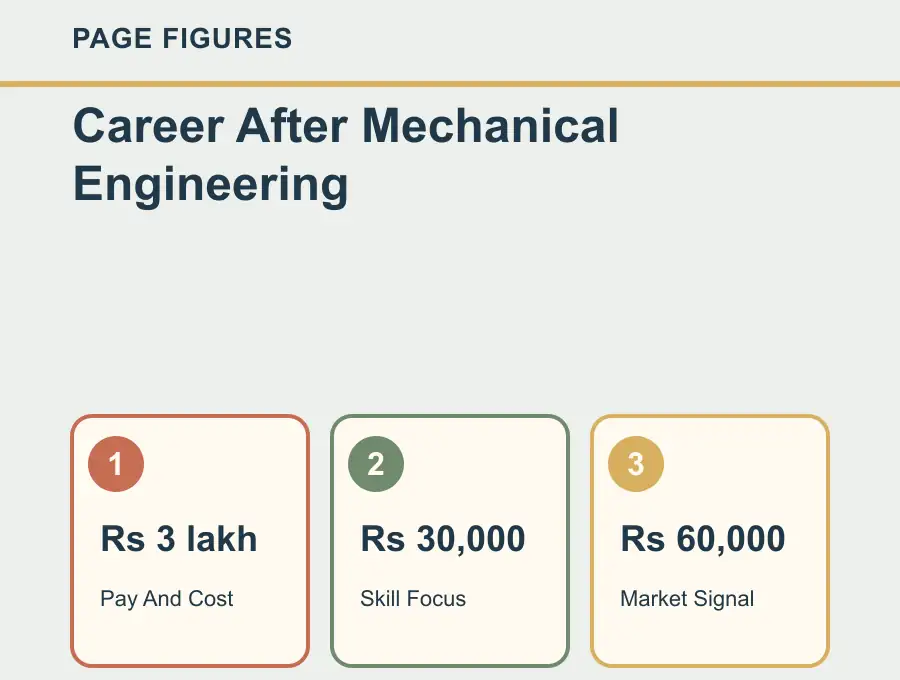 PAGE FIGURES
Career After Mechanical
Engineering
1
Rs 3 lakh
Pay And Cost
2
Rs 30,000
Skill Focus
3
Rs 60,000
Market Signal